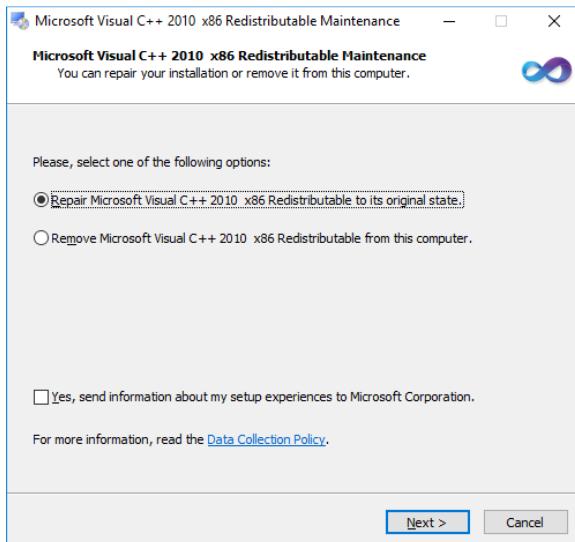 Microsoft Visual C++ 2010  x86 Redistributable Maintenance
Microsoft Visual C++ 2010  x86 Redistributable Maintenance
You can repair your installation or remove it from this computer.
Please, select one of the following options:
Repair Microsoft Visual C++ 2010  x86 Redistributable to its original state.
Remove Microsoft Visual C++ 2010  x86 Redistributable from this computer.
Yes, send information about my setup experiences to Microsoft Corporation.
For more information, read the Data Collection Policy.
Next > Cancel